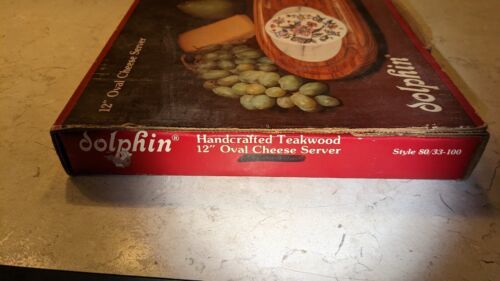 12" Oval Cheese Server
dolphin
dolphin®
Handcrafted Teakwood
12" Oval Cheese Server
Style 80/33-100